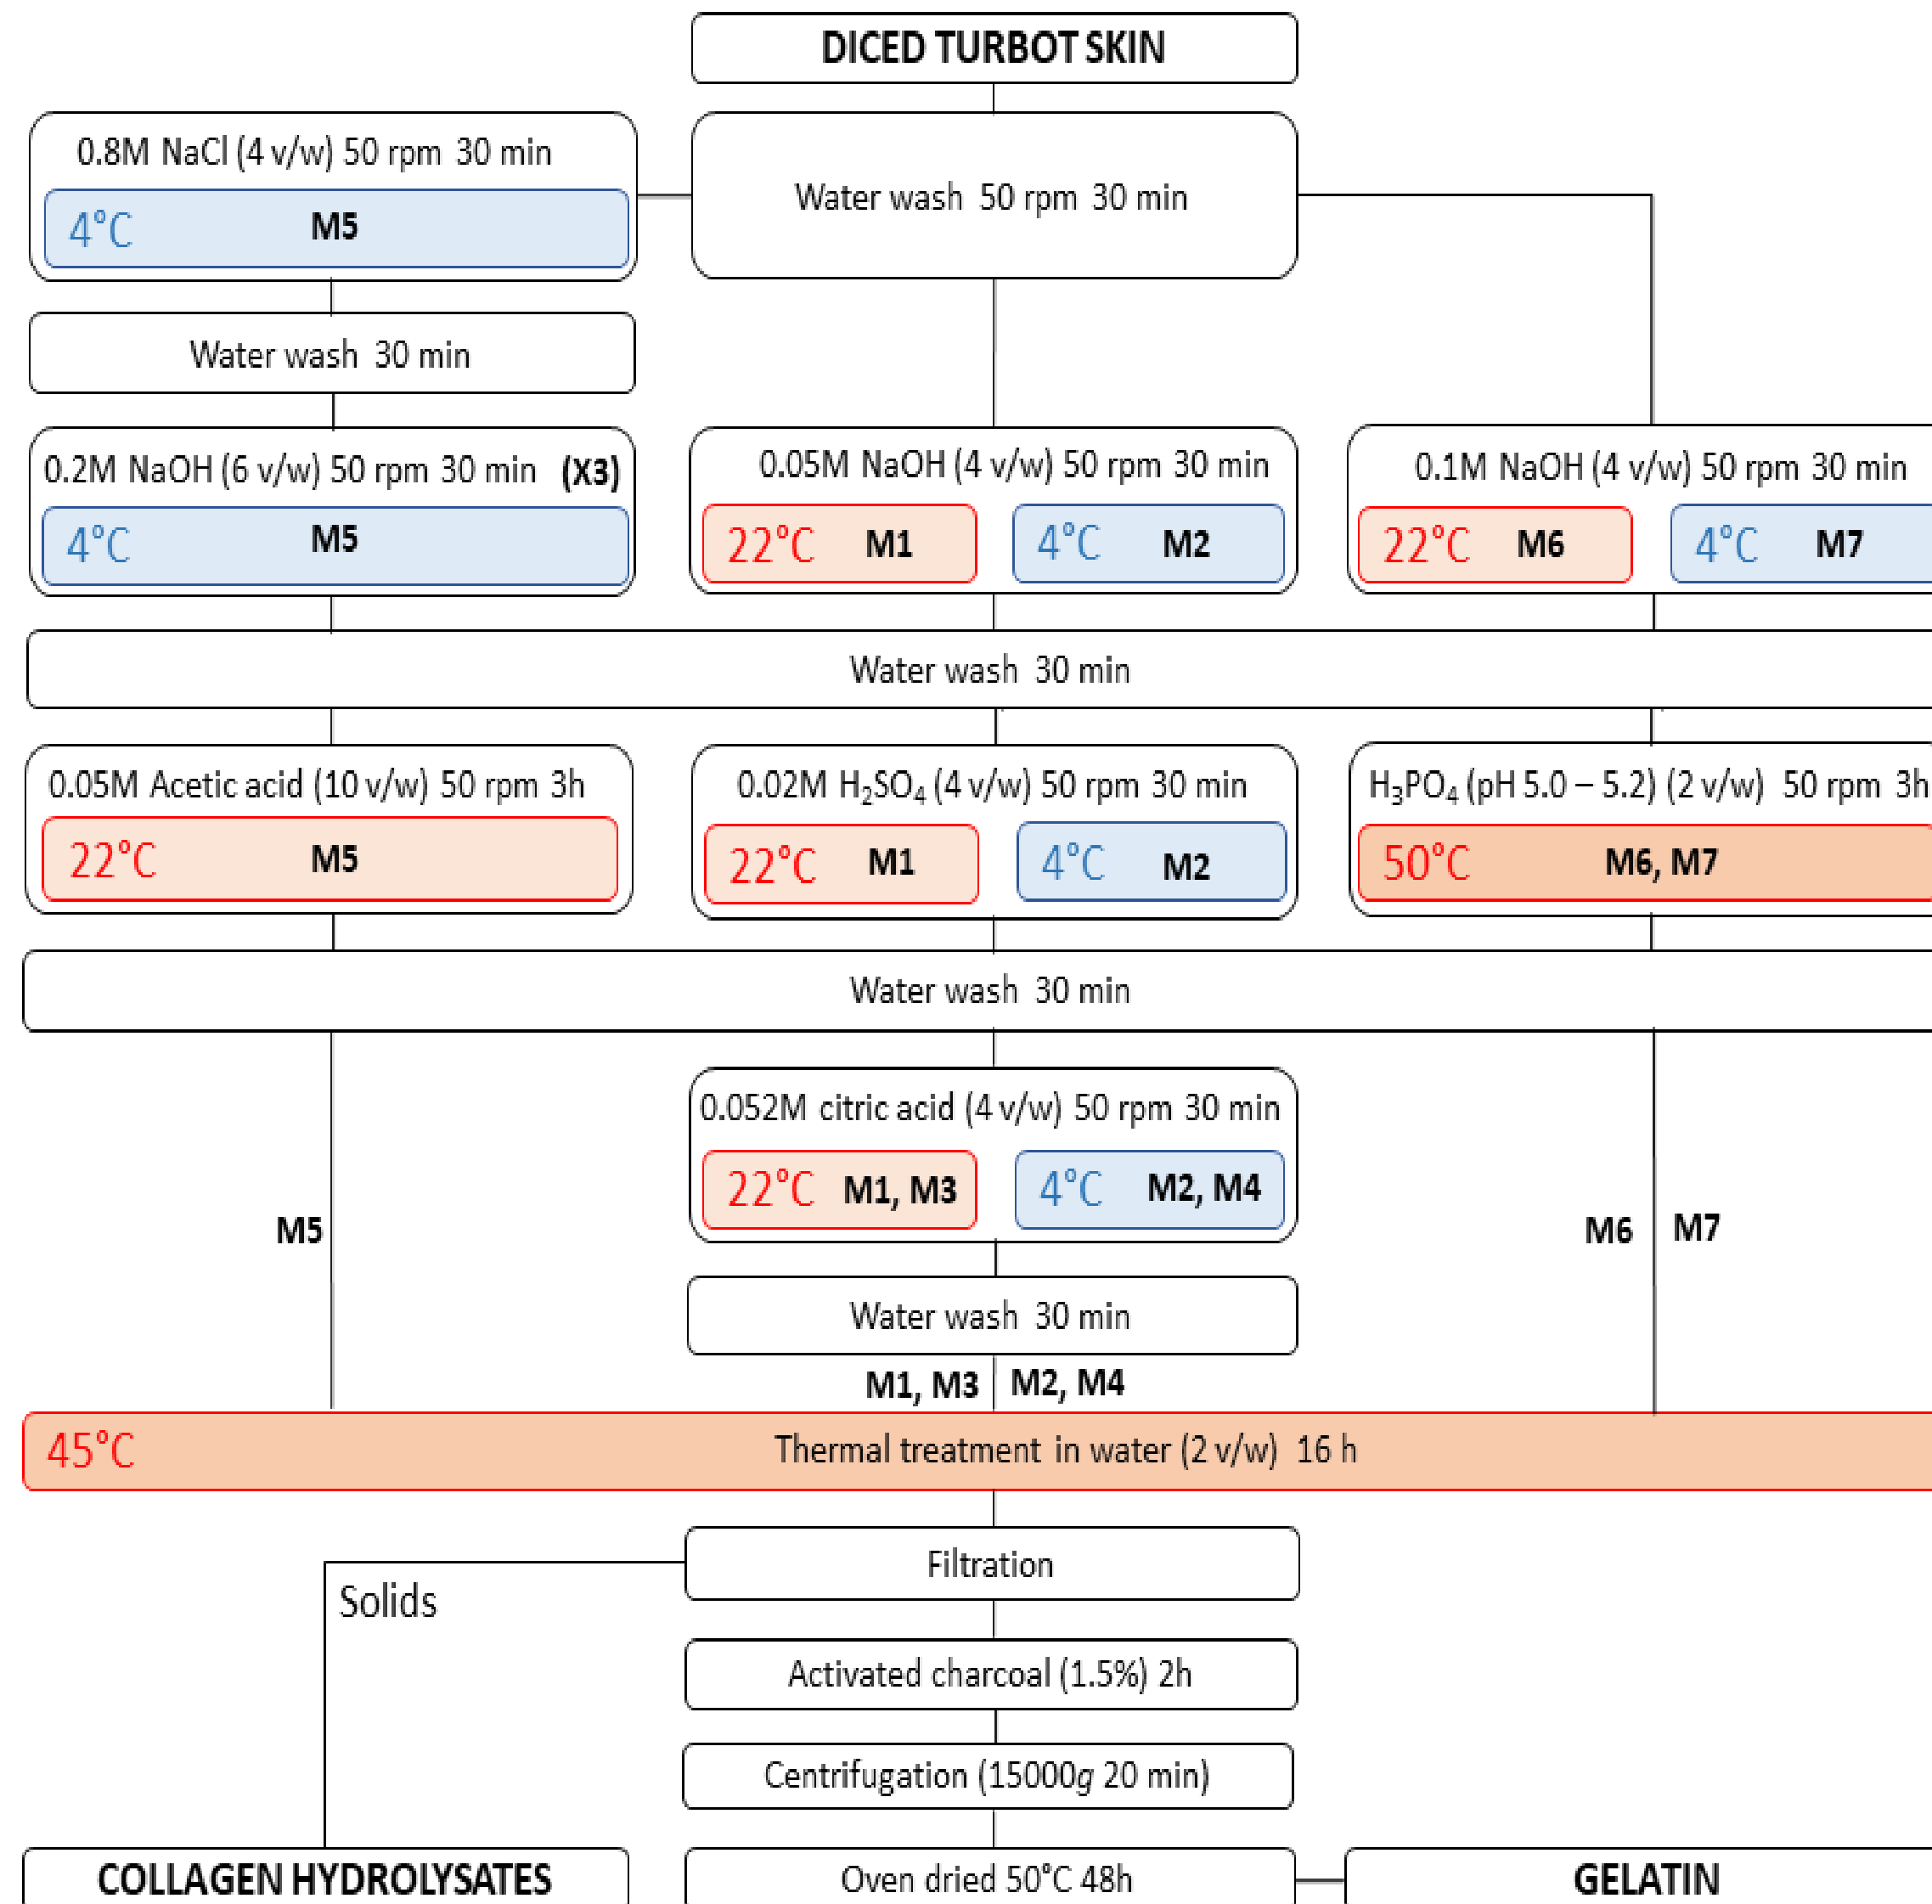 DICED TURBOT SKIN
0.8M NaCl (4 v/w) 50 rpm 30 min
4°C M5
Water wash 50 rpm 30 min
Water wash 30 min
0.2M NaOH (6 v/w) 50 rpm 30 min (X3)
4°C M5
0.05M NaOH (4 v/w) 50 rpm 30 min
22°C M1 4°C M2
0.1M NaOH (4 v/w) 50 rpm 30 min
22°C M6 4°C M7
Water wash 30 min
0.05M Acetic acid (10 v/w) 50 rpm 3h
22°C M5
0.02M H₂SO₄ (4 v/w) 50 rpm 30 min
22°C M1 4°C M2
H₃PO₄ (pH 5.0 – 5.2) (2 v/w) 50 rpm 3h
50°C M6, M7
Water wash 30 min
0.052M citric acid (4 v/w) 50 rpm 30 min
22°C M1, M3 4°C M2, M4
M5
M6 M7
Water wash 30 min
M1, M3 M2, M4
45°C Thermal treatment in water (2 v/w) 16 h
Filtration
Solids
Activated charcoal (1.5%) 2h
Centrifugation (15000g 20 min)
COLLAGEN HYDROLYSATES
Oven dried 50°C 48h
GELATIN